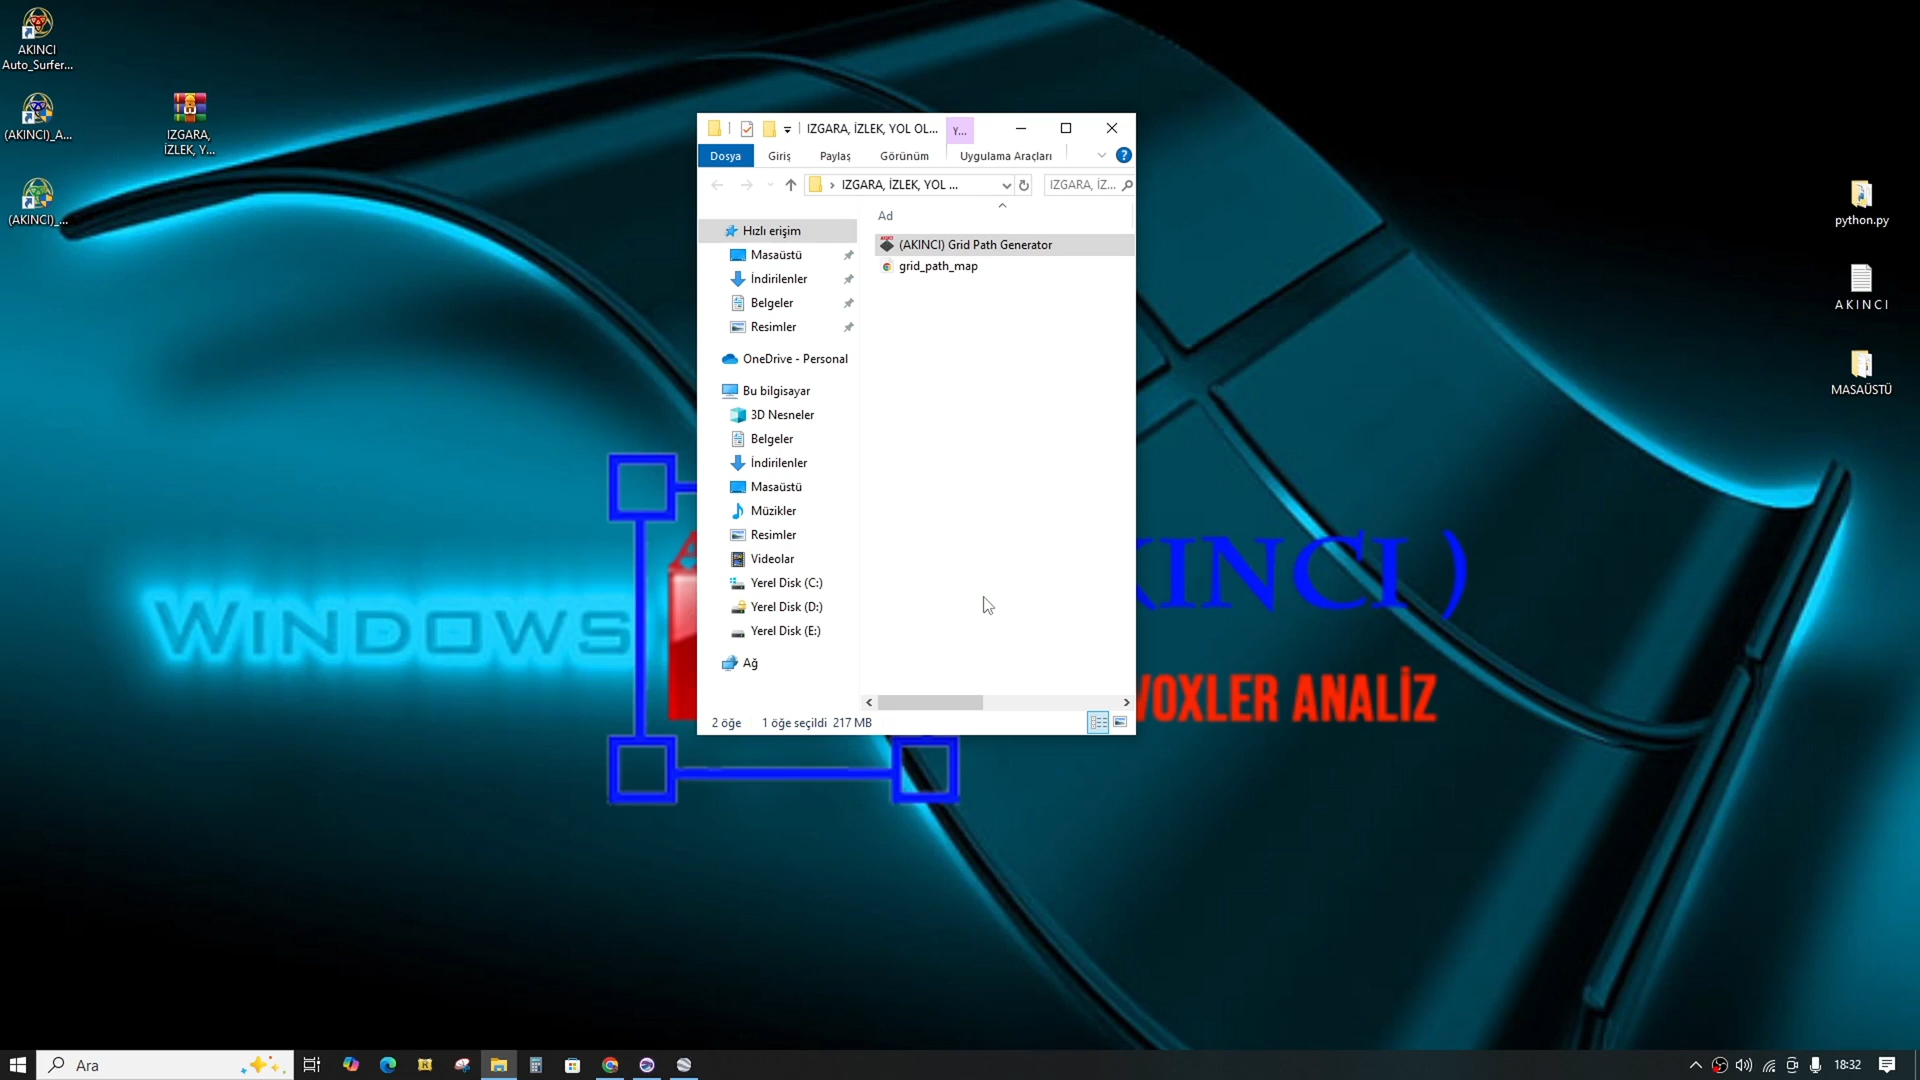 AKINCI
Auto_Surfer...
(AKINCI)_A...
(AKINCI)_...
IZGARA,
İZLEK, Y...
IZGARA, İZLEK, YOL OL...
Y...
Dosya
Giriş
Paylaş
Görünüm
Uygulama Araçları
IZGARA, İZLEK, YOL ...
IZGARA, İZ...
Ad
Hızlı erişim
Masaüstü
İndirilenler
Belgeler
Resimler
OneDrive - Personal
Bu bilgisayar
3D Nesneler
Belgeler
İndirilenler
Masaüstü
Müzikler
Resimler
Videolar
Yerel Disk (C:)
Yerel Disk (D:)
Yerel Disk (E:)
Ağ
(AKINCI) Grid Path Generator
grid_path_map
2 öğe
1 öğe seçildi 217 MB
WINDOWS
KINCI )
VOXLER ANALİZ
python.py
A K I N C I
MASAÜSTÜ
Ara
18:32